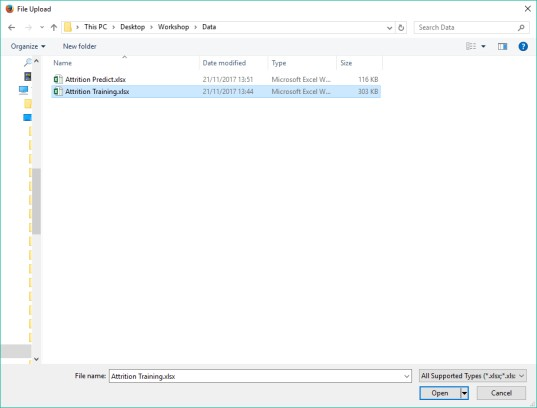 File Upload
This PC > Desktop > Workshop > Data
Search Data
Organize
New folder
Name Date modified Type Size
Attrition Predict.xlsx 21/11/2017 13:51 Microsoft Excel W... 116 KB
Attrition Training.xlsx 21/11/2017 13:44 Microsoft Excel W... 303 KB
File name: Attrition Training.xlsx
All Supported Types (*.xlsx;*.xls
Open
Cancel